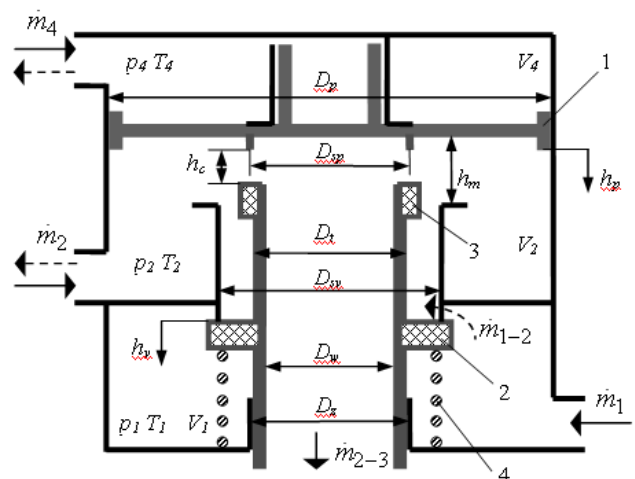 ṁ4
p4 T4
V4
1
Dp
hc
Dsp
hm
hp
3
ṁ2
Dt
V2
p2 T2
Dsv
hv
ṁ1-2
Dw
2
p1 T1
V1
Dz
ṁ1
ṁ2-3
4